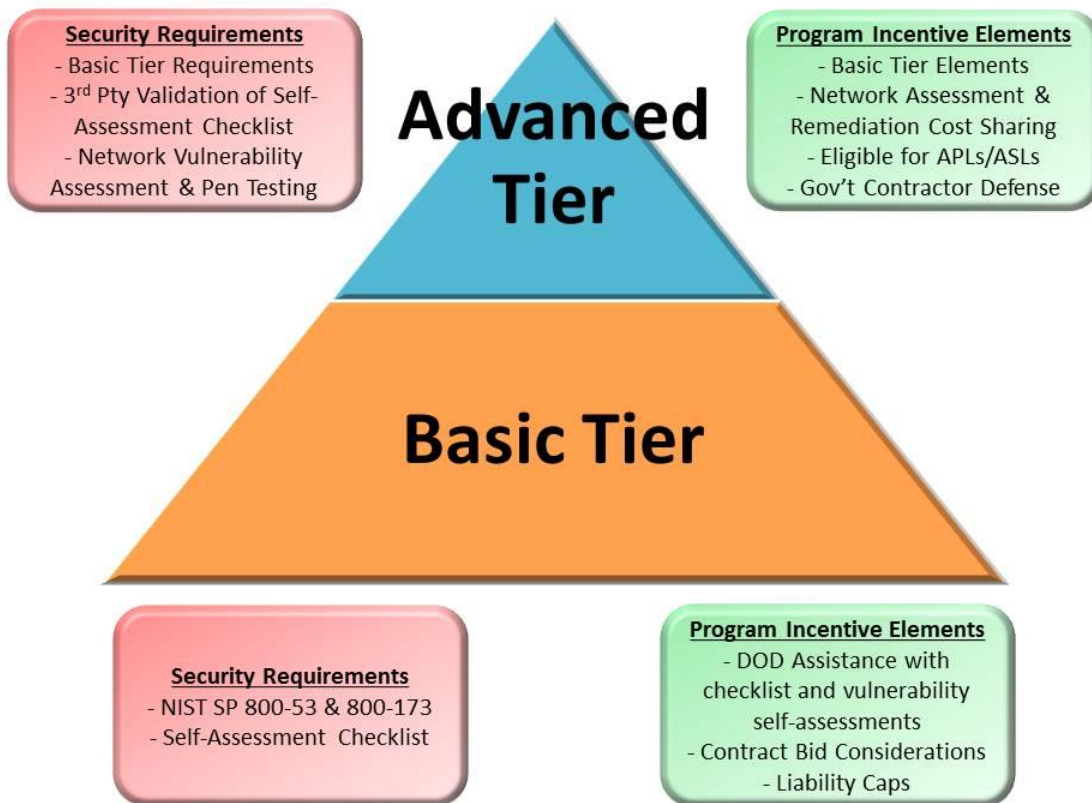 Security Requirements
- Basic Tier Requirements
- 3rd Pty Validation of Self-
Assessment Checklist
- Network Vulnerability
Assessment & Pen Testing
Program Incentive Elements
- Basic Tier Elements
- Network Assessment &
Remediation Cost Sharing
- Eligible for APLs/ASLs
- Gov't Contractor Defense
Advanced
Tier
Basic Tier
Security Requirements
- NIST SP 800-53 & 800-173
- Self-Assessment Checklist
Program Incentive Elements
- DOD Assistance with
checklist and vulnerability
self-assessments
- Contract Bid Considerations
- Liability Caps